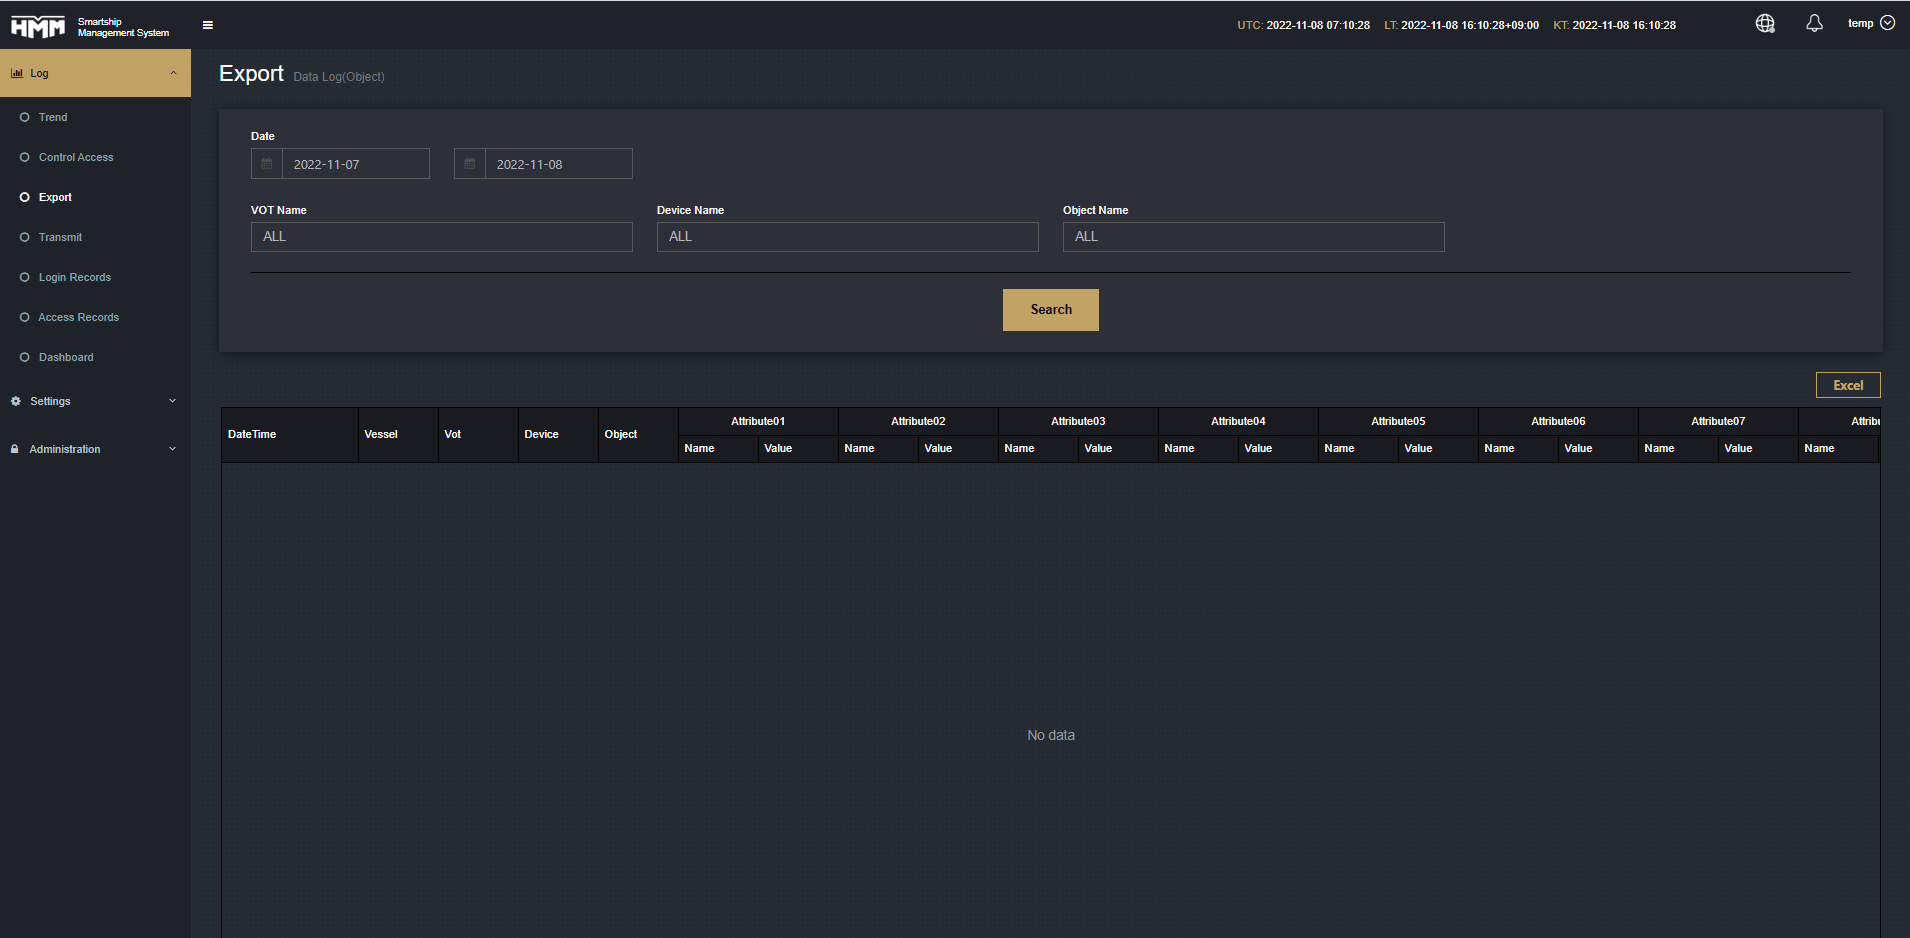 HMM Smartship
Management System
UTC: 2022-11-08 07:10:28 LT: 2022-11-08 16:10:28+09:00 KT: 2022-11-08 16:10:28
temp
Log
Trend
Control Access
Export
Transmit
Login Records
Access Records
Dashboard
Settings
Administration
Export Data Log(Object)
Date
2022-11-07 2022-11-08
VOT Name Device Name Object Name
ALL ALL ALL
Search
Excel
DateTime Vessel Vot Device Object Attribute01 Attribute02 Attribute03 Attribute04 Attribute05 Attribute06 Attribute07 Attribu
Name Value Name Value Name Value Name Value Name Value Name Value Name Value Name
No data